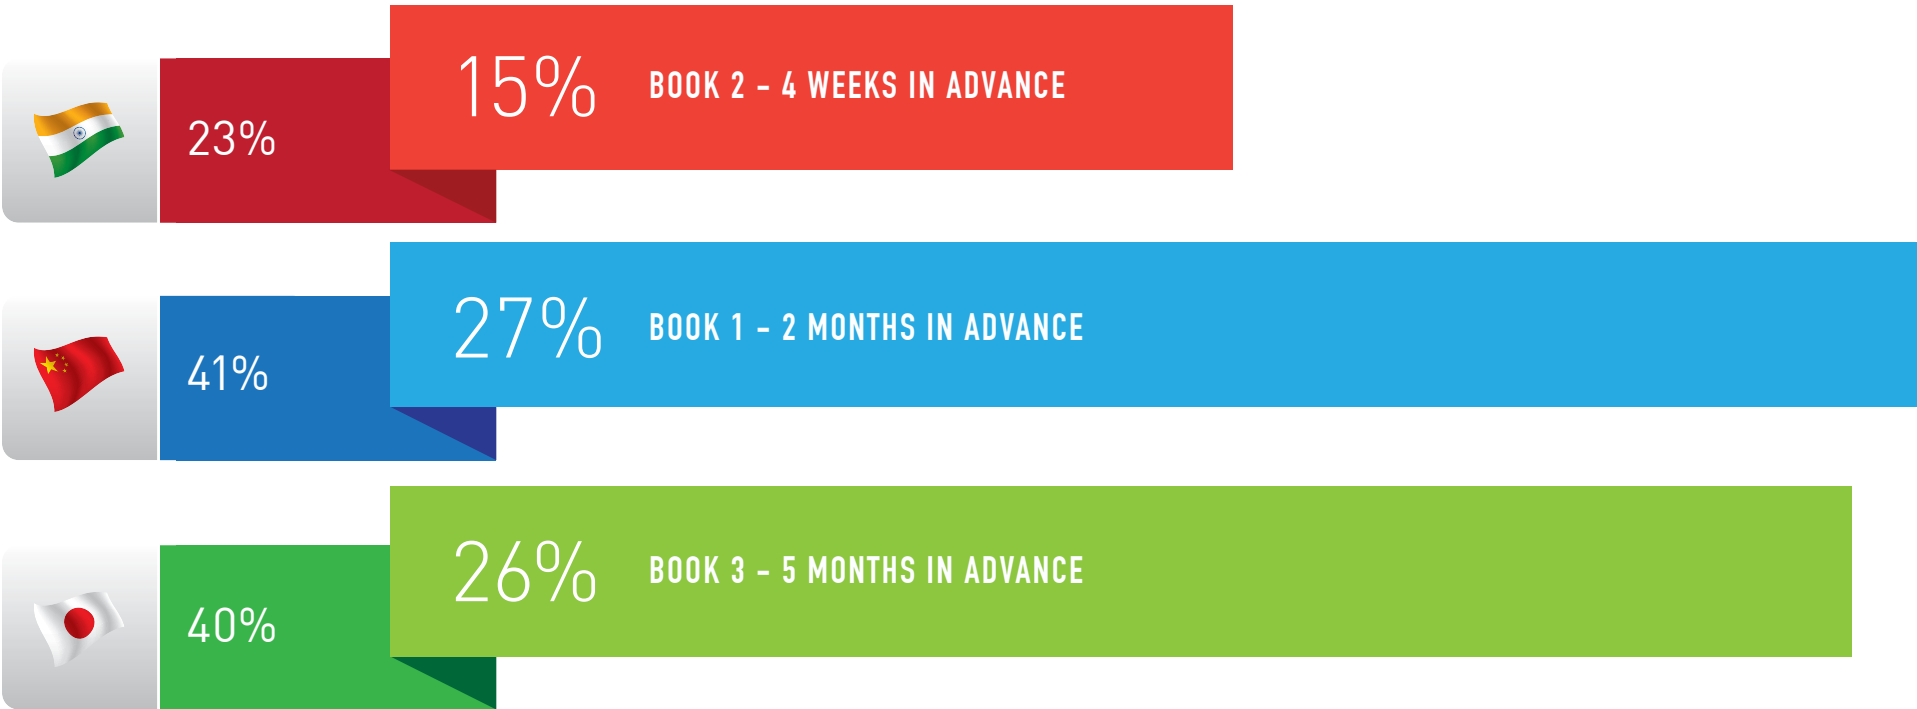 15% BOOK 2 - 4 WEEKS IN ADVANCE
23%
27% BOOK 1 - 2 MONTHS IN ADVANCE
41%
26% BOOK 3 - 5 MONTHS IN ADVANCE
40%